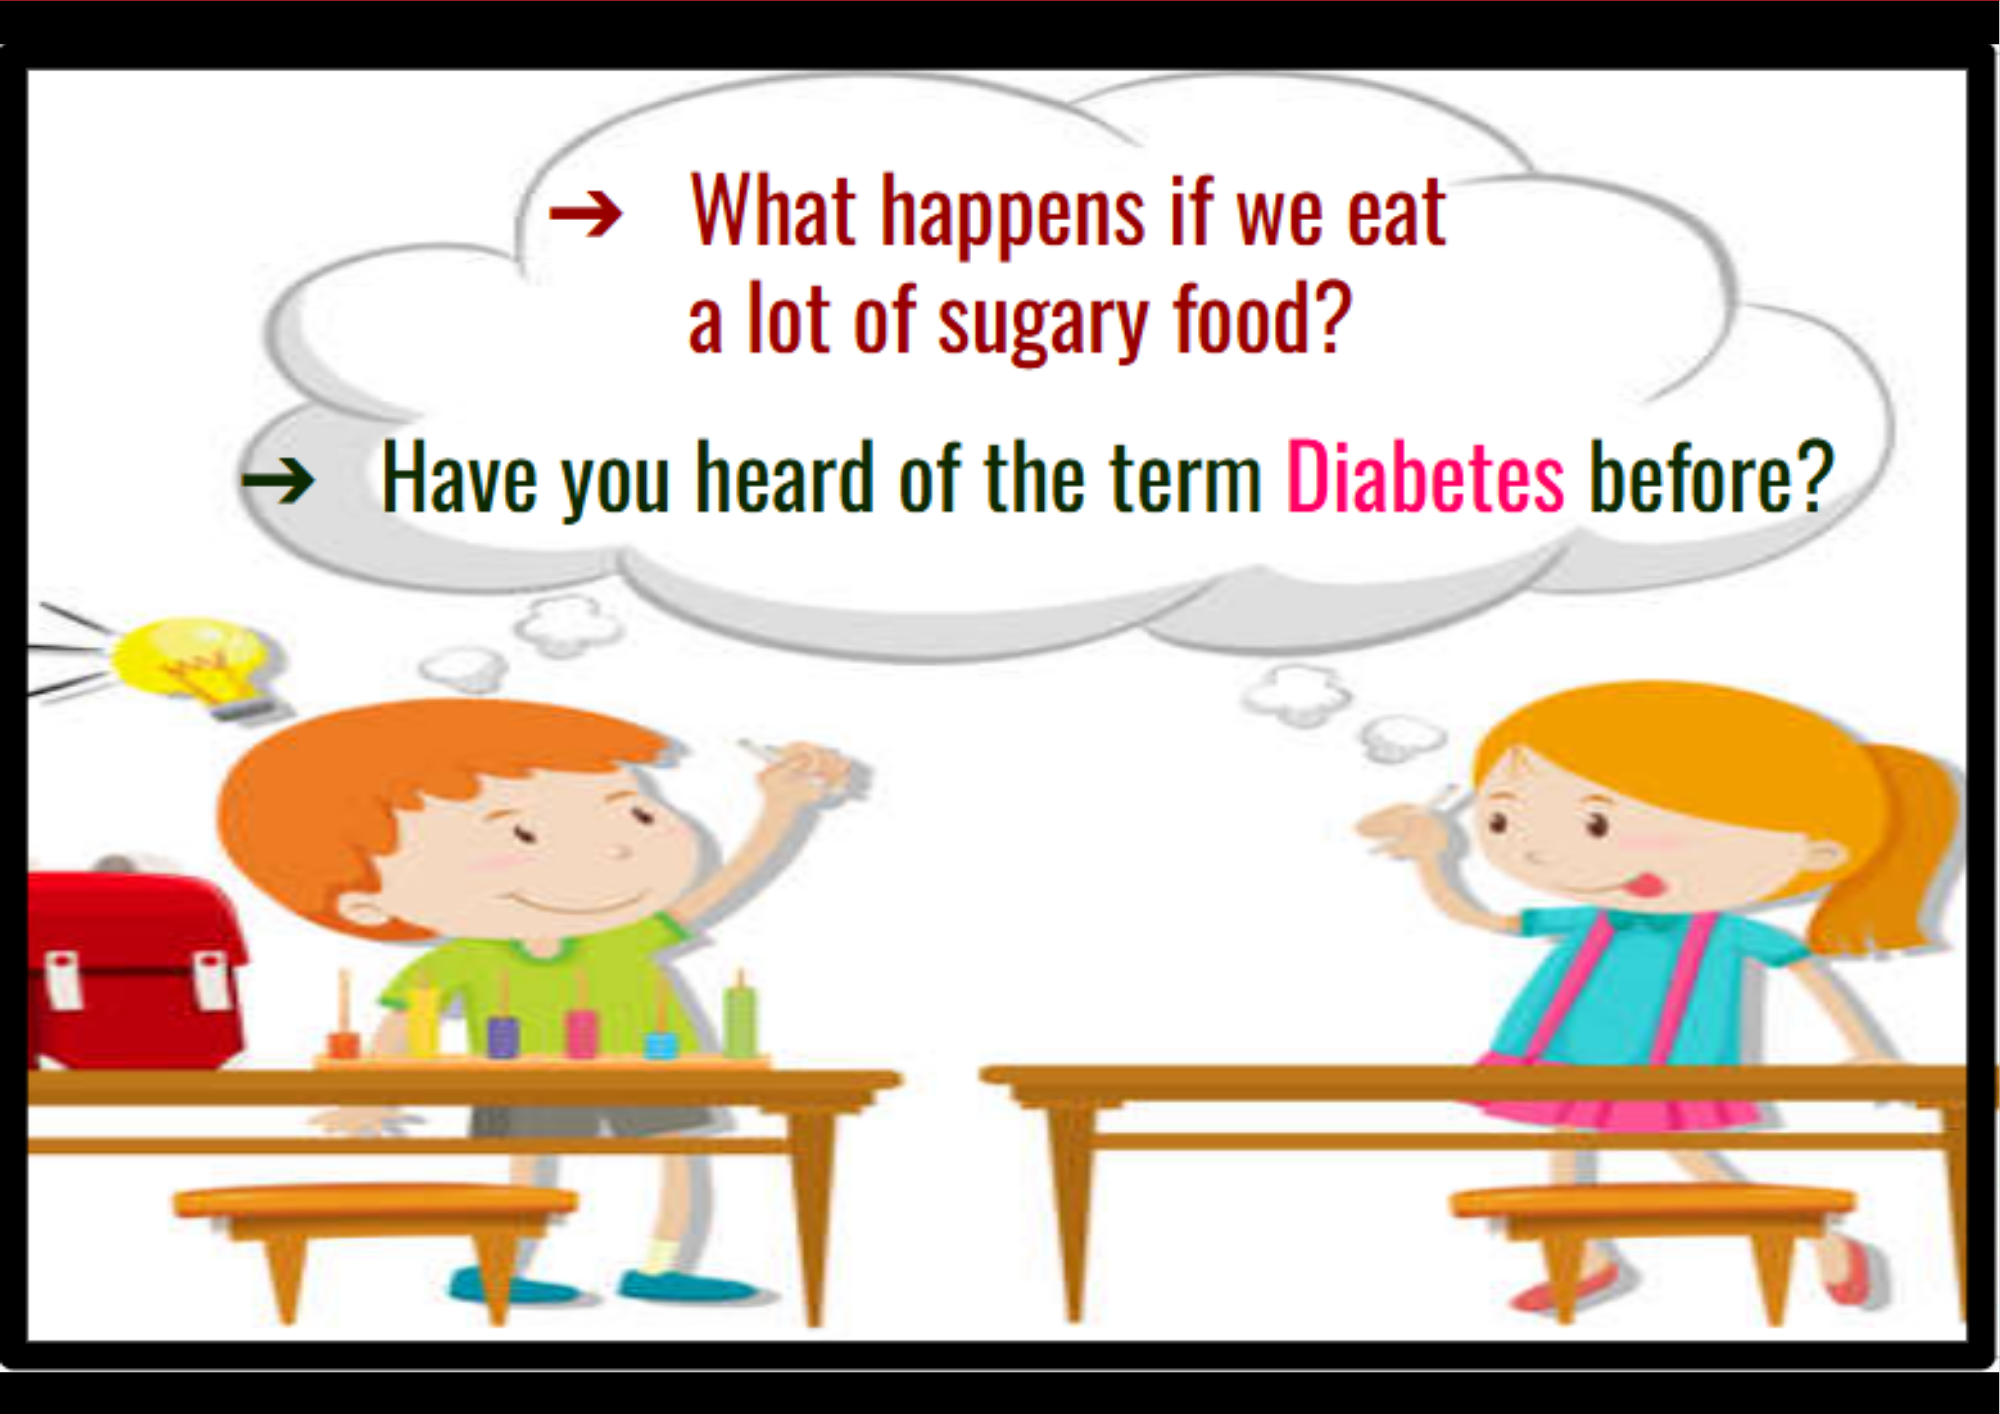 ➔ What happens if we eat
a lot of sugary food?
➔ Have you heard of the term Diabetes before?